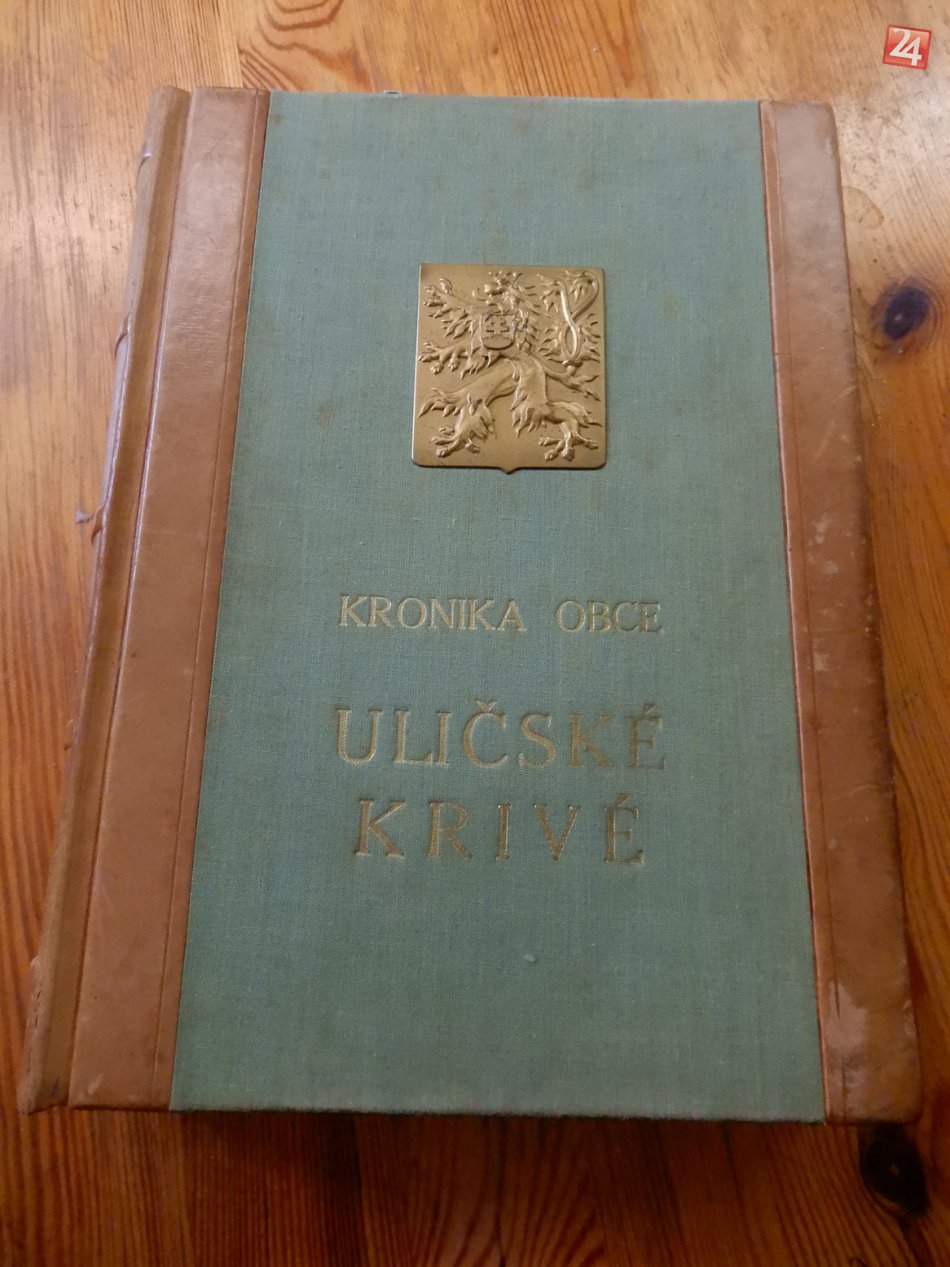 24
KRONIKA OBCE
ULIČSKÉ
KRIVÉ